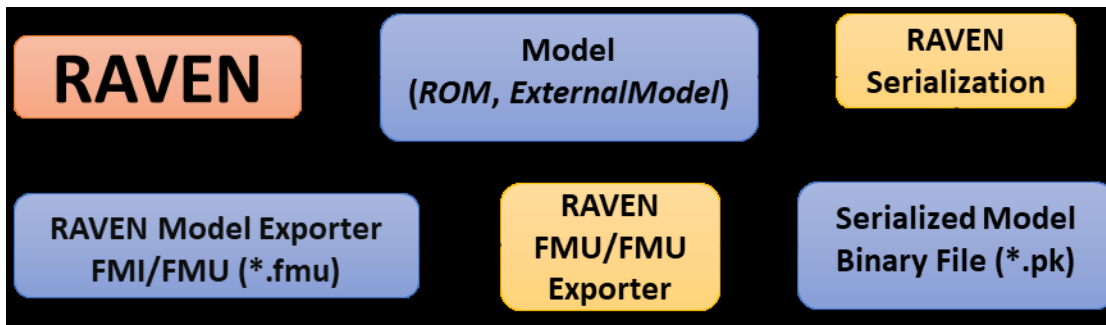 RAVEN
Model
(ROM, ExternalModel)
RAVEN
Serialization
RAVEN Model Exporter
FMI/FMU (*.fmu)
RAVEN
FMU/FMU
Exporter
Serialized Model
Binary File (*.pk)